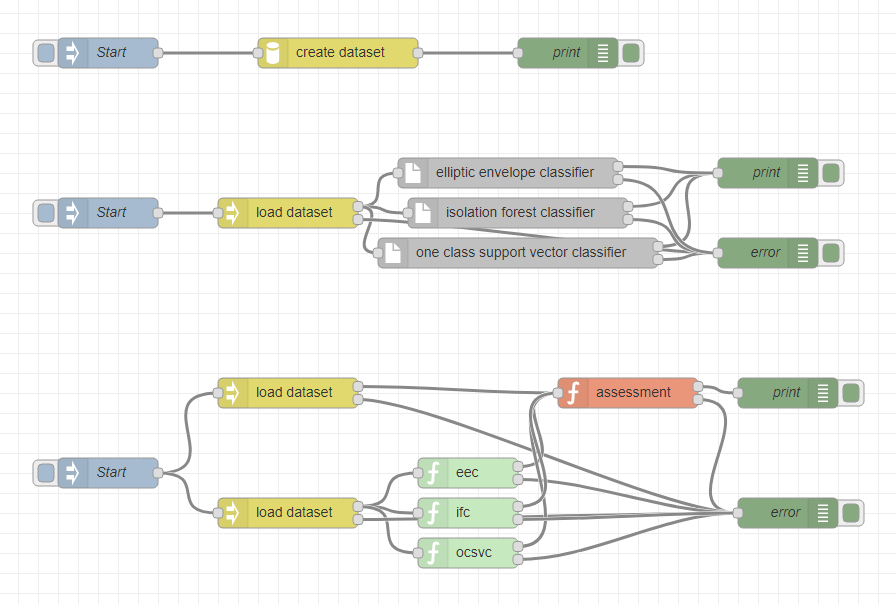 Start
create dataset
print
elliptic envelope classifier
print
Start
load dataset
isolation forest classifier
one class support vector classifier
error
load dataset
assessment
print
Start
eec
load dataset
ifc
error
ocsvc